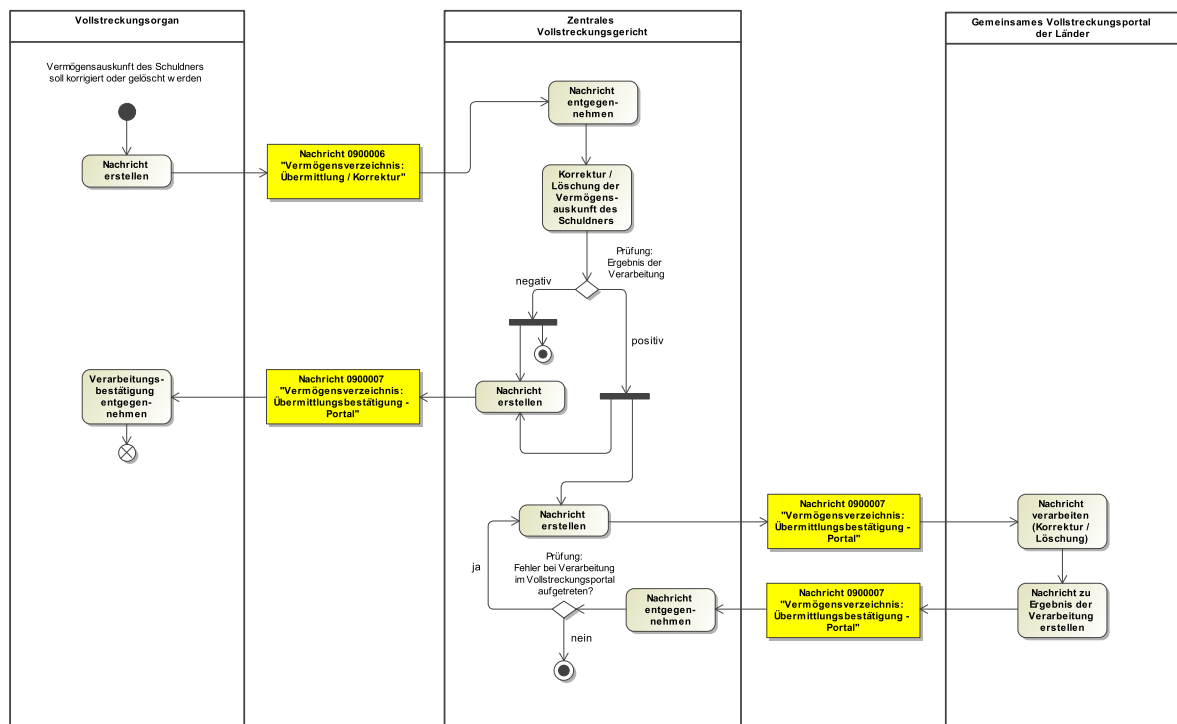 Vollstreckungsorgan
Zentrales
Vollstreckungsgericht
Gemeinsames Vollstreckungsportal
der Länder
Vermögensauskunft des Schuldners
soll korrigiert oder gelöscht werden
Nachricht
erstellen
Nachricht 0900006
"Vermögensverzeichnis:
Übermittlung / Korrektur"
Nachricht
entgegen-
nehmen
Korrektur /
Löschung der
Vermögens-
auskunft des
Schuldners
Prüfung:
Ergebnis der
Verarbeitung
negativ
positiv
Verarbeitungs-
bestätigung
entgegen-
nehmen
Nachricht 0900007
"Vermögensverzeichnis:
Übermittlungsbestätigung -
Portal"
Nachricht
erstellen
Nachricht
erstellen
Nachricht 0900007
"Vermögensverzeichnis:
Übermittlungsbestätigung -
Portal"
Nachricht
verarbeiten
(Korrektur /
Löschung)
ja
Prüfung:
Fehler bei Verarbeitung
im Vollstreckungsportal
aufgetreten?
nein
Nachricht
entgegen-
nehmen
Nachricht 0900007
"Vermögensverzeichnis:
Übermittlungsbestätigung -
Portal"
Nachricht zu
Ergebnis der
Verarbeitung
erstellen